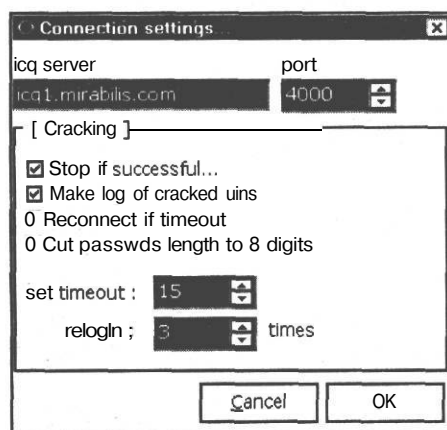 Connection settings...
icq server port
icq1.mirabilis.com 4000
[ Cracking ]
Stop if successful...
Make log of cracked uins
0 Reconnect if timeout
0 Cut passwds length to 8 digits
set timeout : 15
relogIn ; 3 times
Cancel OK